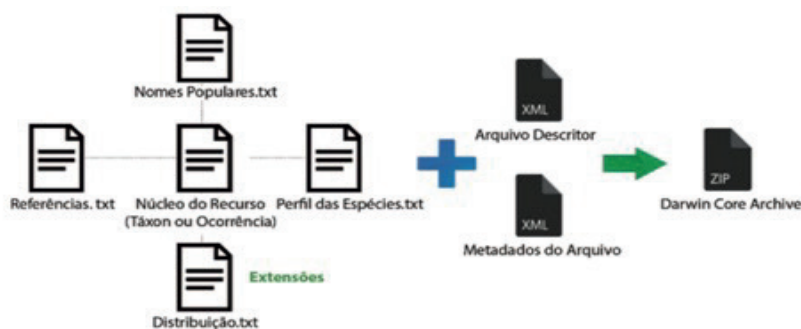 Nomes Populares.txt
Referências. txt
Núcleo do Recurso
(Táxon ou Ocorrência)
Perfil das Espécies.txt
Extensões
Distribuição.txt
XML
Arquivo Descritor
XML
Metadados do Arquivo
ZIP
Darwin Core Archive